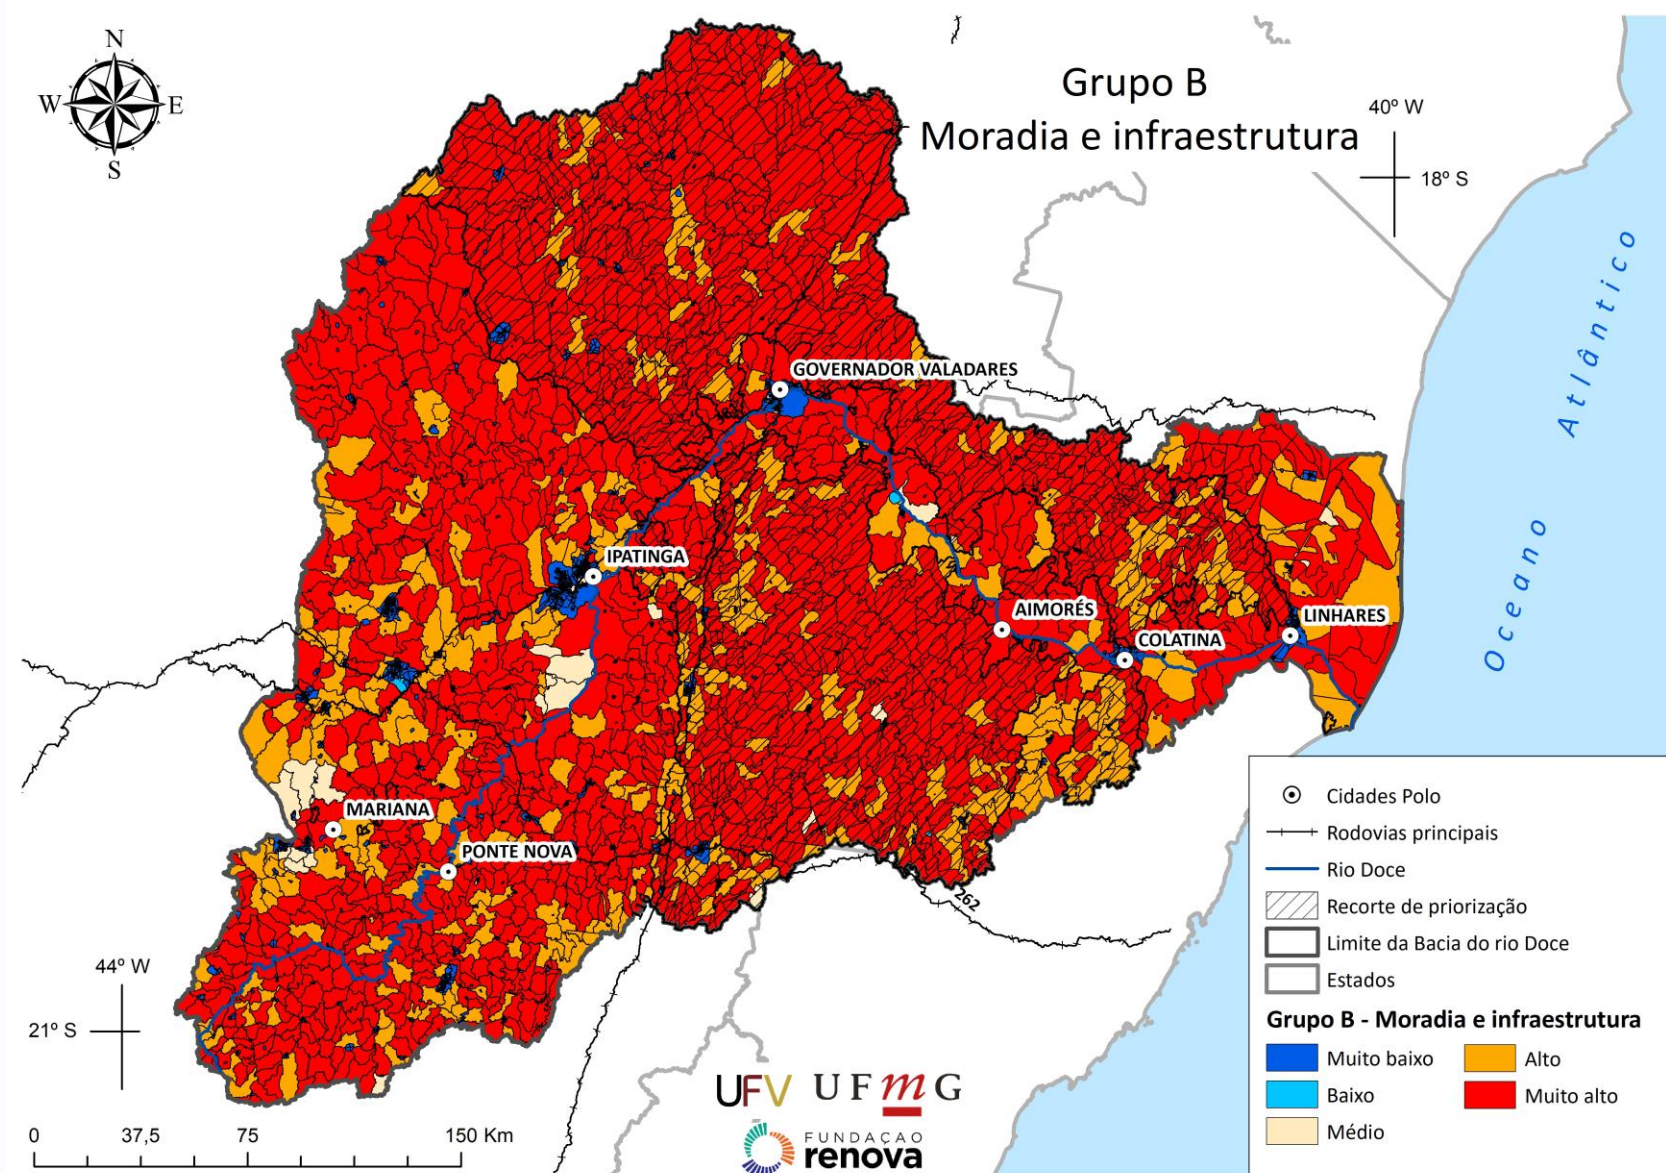 N
W E
S
Grupo B
Moradia e infraestrutura
40º W
18º S
Oceano Atlântico
GOVERNADOR VALADARES
IPATINGA
AIMORÉS
COLATINA
LINHARES
MARIANA
PONTE NOVA
262
44º W
21º S
0 37,5 75 150 Km
UFV UFmG
FUNDAÇÃO
renova
Cidades Polo
Rodovias principais
Rio Doce
Recorte de priorização
Limite da Bacia do rio Doce
Estados
Grupo B - Moradia e infraestrutura
Muito baixo Alto
Baixo Muito alto
Médio